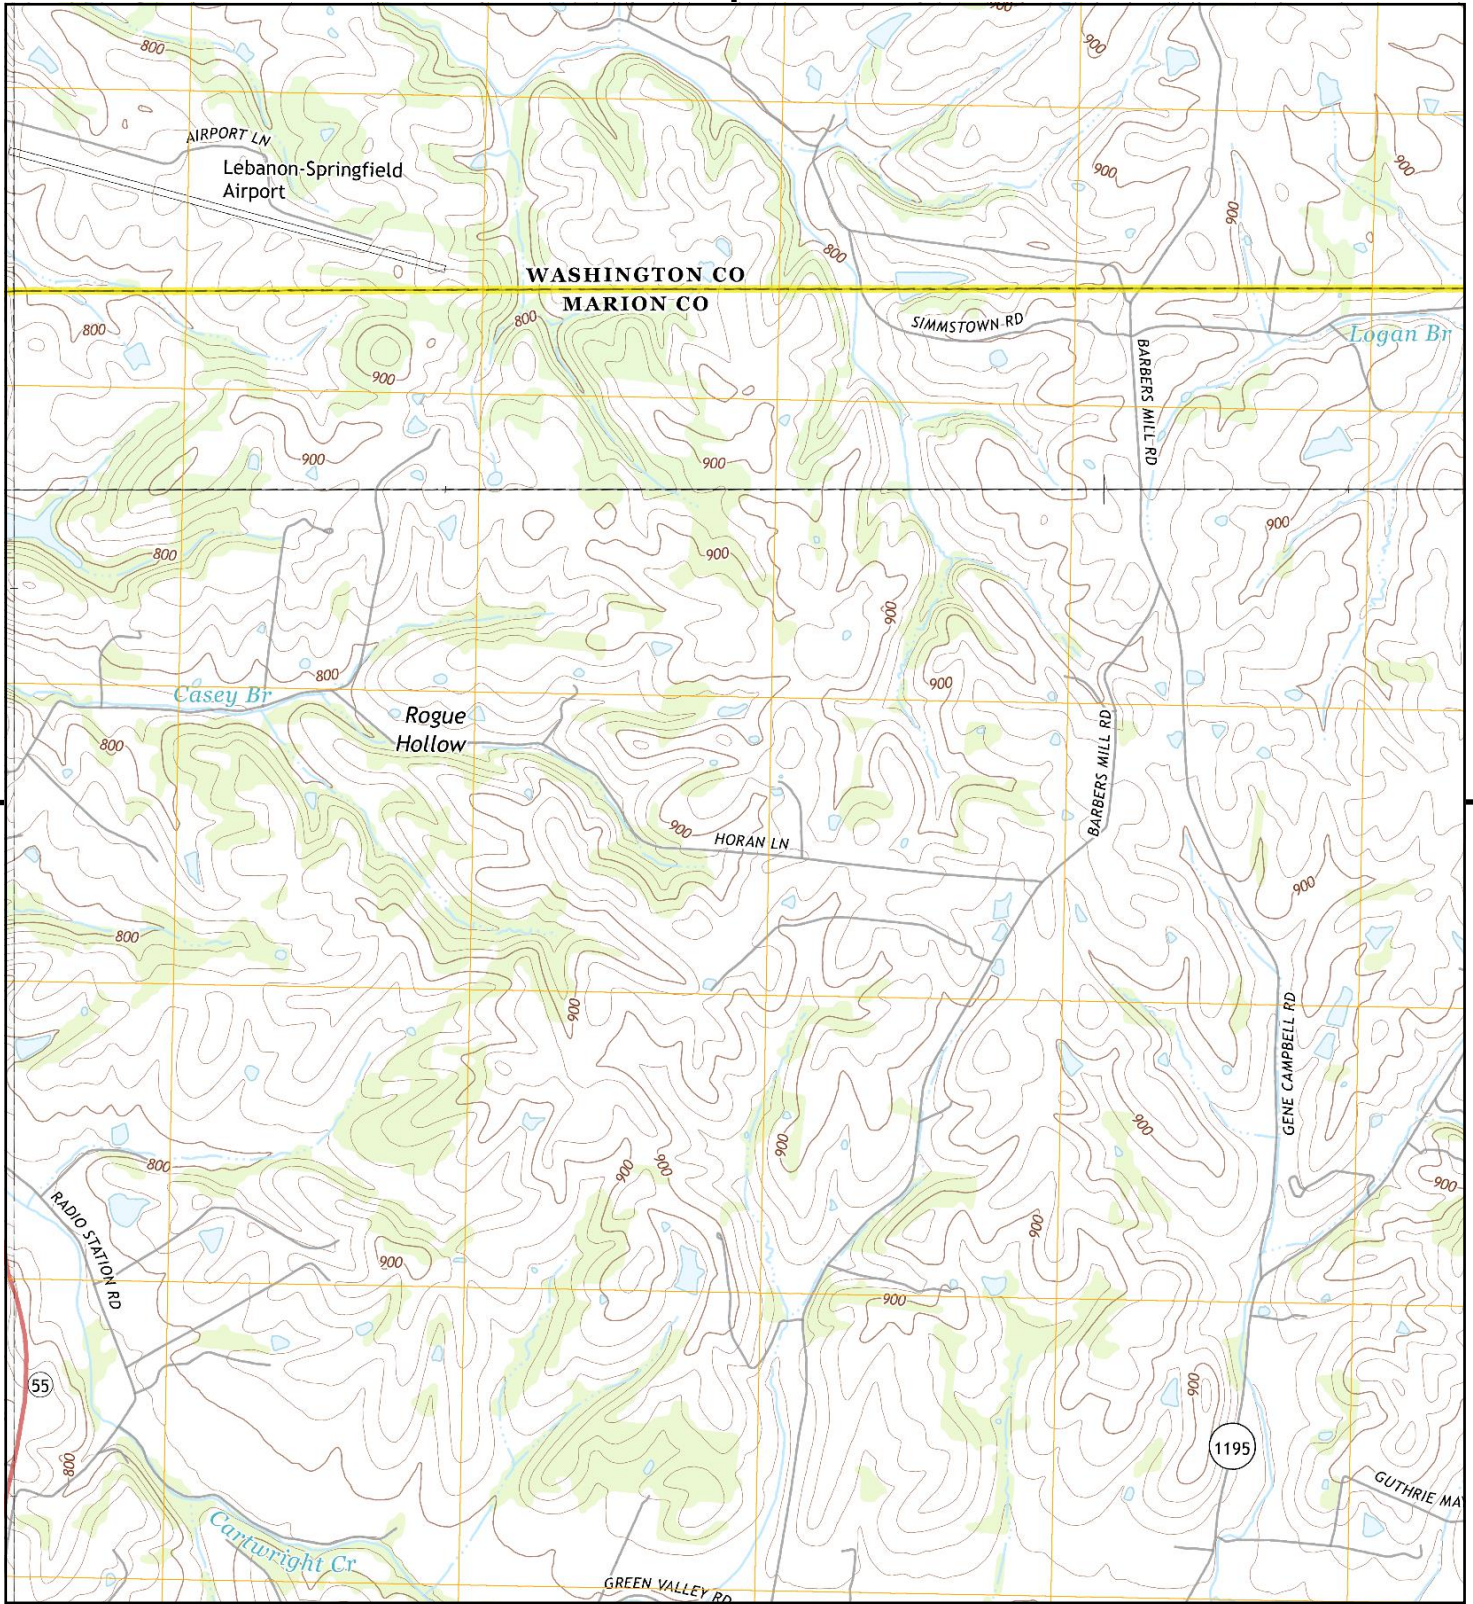 900
800
900
AIRPORT LN
Lebanon-Springfield
Airport
900
900
900
800
WASHINGTON CO
MARION CO
800
800
SIMMSTOWN RD
Logan Br
BARBERS MILL RD
900
900
900
900
800
900
900
800
900
Casey Br
Rogue
Hollow
800
BARBERS MILL RD
900
HORAN LN
900
800
900
GENE CAMPBELL RD
900
900
800
900
900
900
RADIO STATION RD
900
900
900
55
900
1195
800
GUTHRIE MA
Cartwright Cr
GREEN VALLEY RD